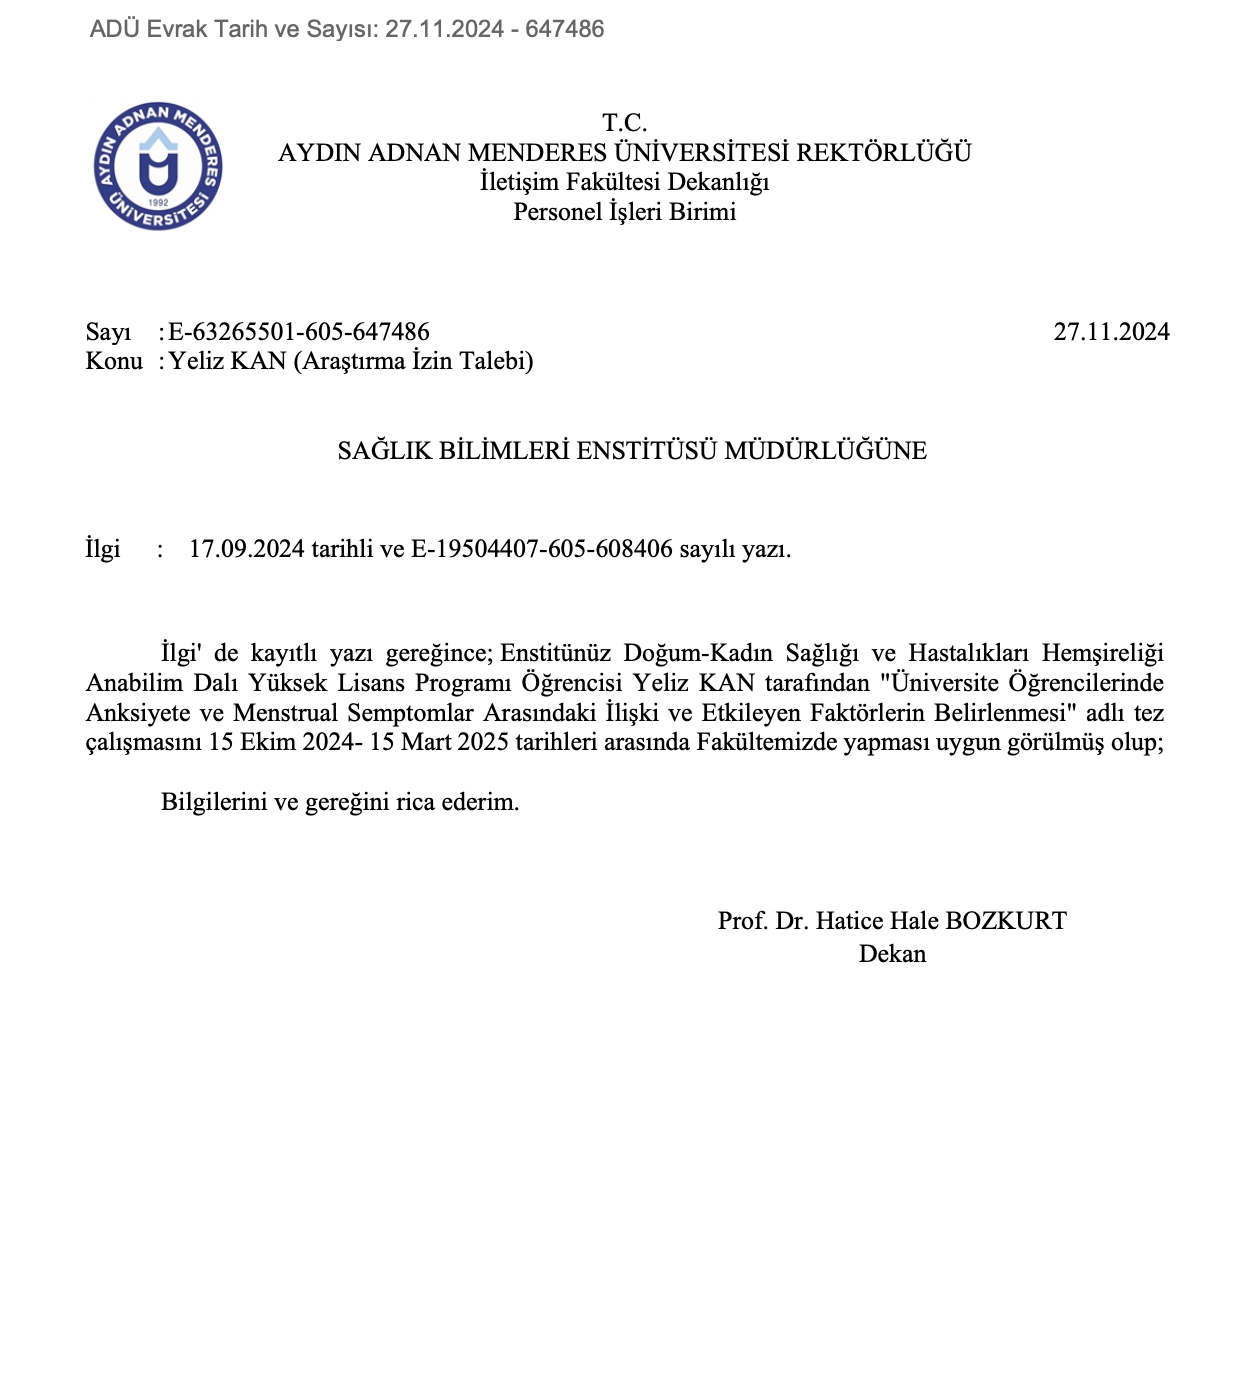 ADÜ Evrak Tarih ve Sayısı: 27.11.2024 - 647486
AYDIN ADNAN MENDERES
ÜNİVERSİTESİ
1992
T.C.
AYDIN ADNAN MENDERES ÜNİVERSİTESİ REKTÖRLÜĞÜ
İletişim Fakültesi Dekanlığı
Personel İşleri Birimi
Sayı : E-63265501-605-647486 27.11.2024
Konu : Yeliz KAN (Araştırma İzin Talebi)
SAĞLIK BİLİMLERİ ENSTİTÜSÜ MÜDÜRLÜĞÜNE
İlgi : 17.09.2024 tarihli ve E-19504407-605-608406 sayılı yazı.
İlgi' de kayıtlı yazı gereğince; Enstitünüz Doğum-Kadın Sağlığı ve Hastalıkları Hemşireliği
Anabilim Dalı Yüksek Lisans Programı Öğrencisi Yeliz KAN tarafından "Üniversite Öğrencilerinde
Anksiyete ve Menstrual Semptomlar Arasındaki İlişki ve Etkileyen Faktörlerin Belirlenmesi" adlı tez
çalışmasını 15 Ekim 2024- 15 Mart 2025 tarihleri arasında Fakültemizde yapması uygun görülmüş olup;
Bilgilerini ve gereğini rica ederim.
Prof. Dr. Hatice Hale BOZKURT
Dekan